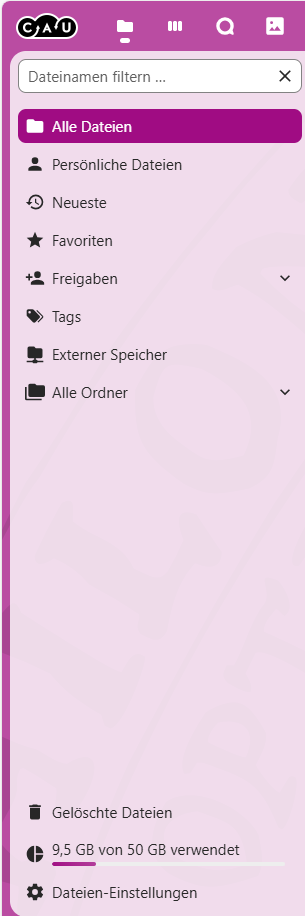 CAU
Dateinamen filtern ...
Alle Dateien
Persönliche Dateien
Neueste
Favoriten
Freigaben
Tags
Externer Speicher
Alle Ordner
Gelöschte Dateien
9,5 GB von 50 GB verwendet
Dateien-Einstellungen